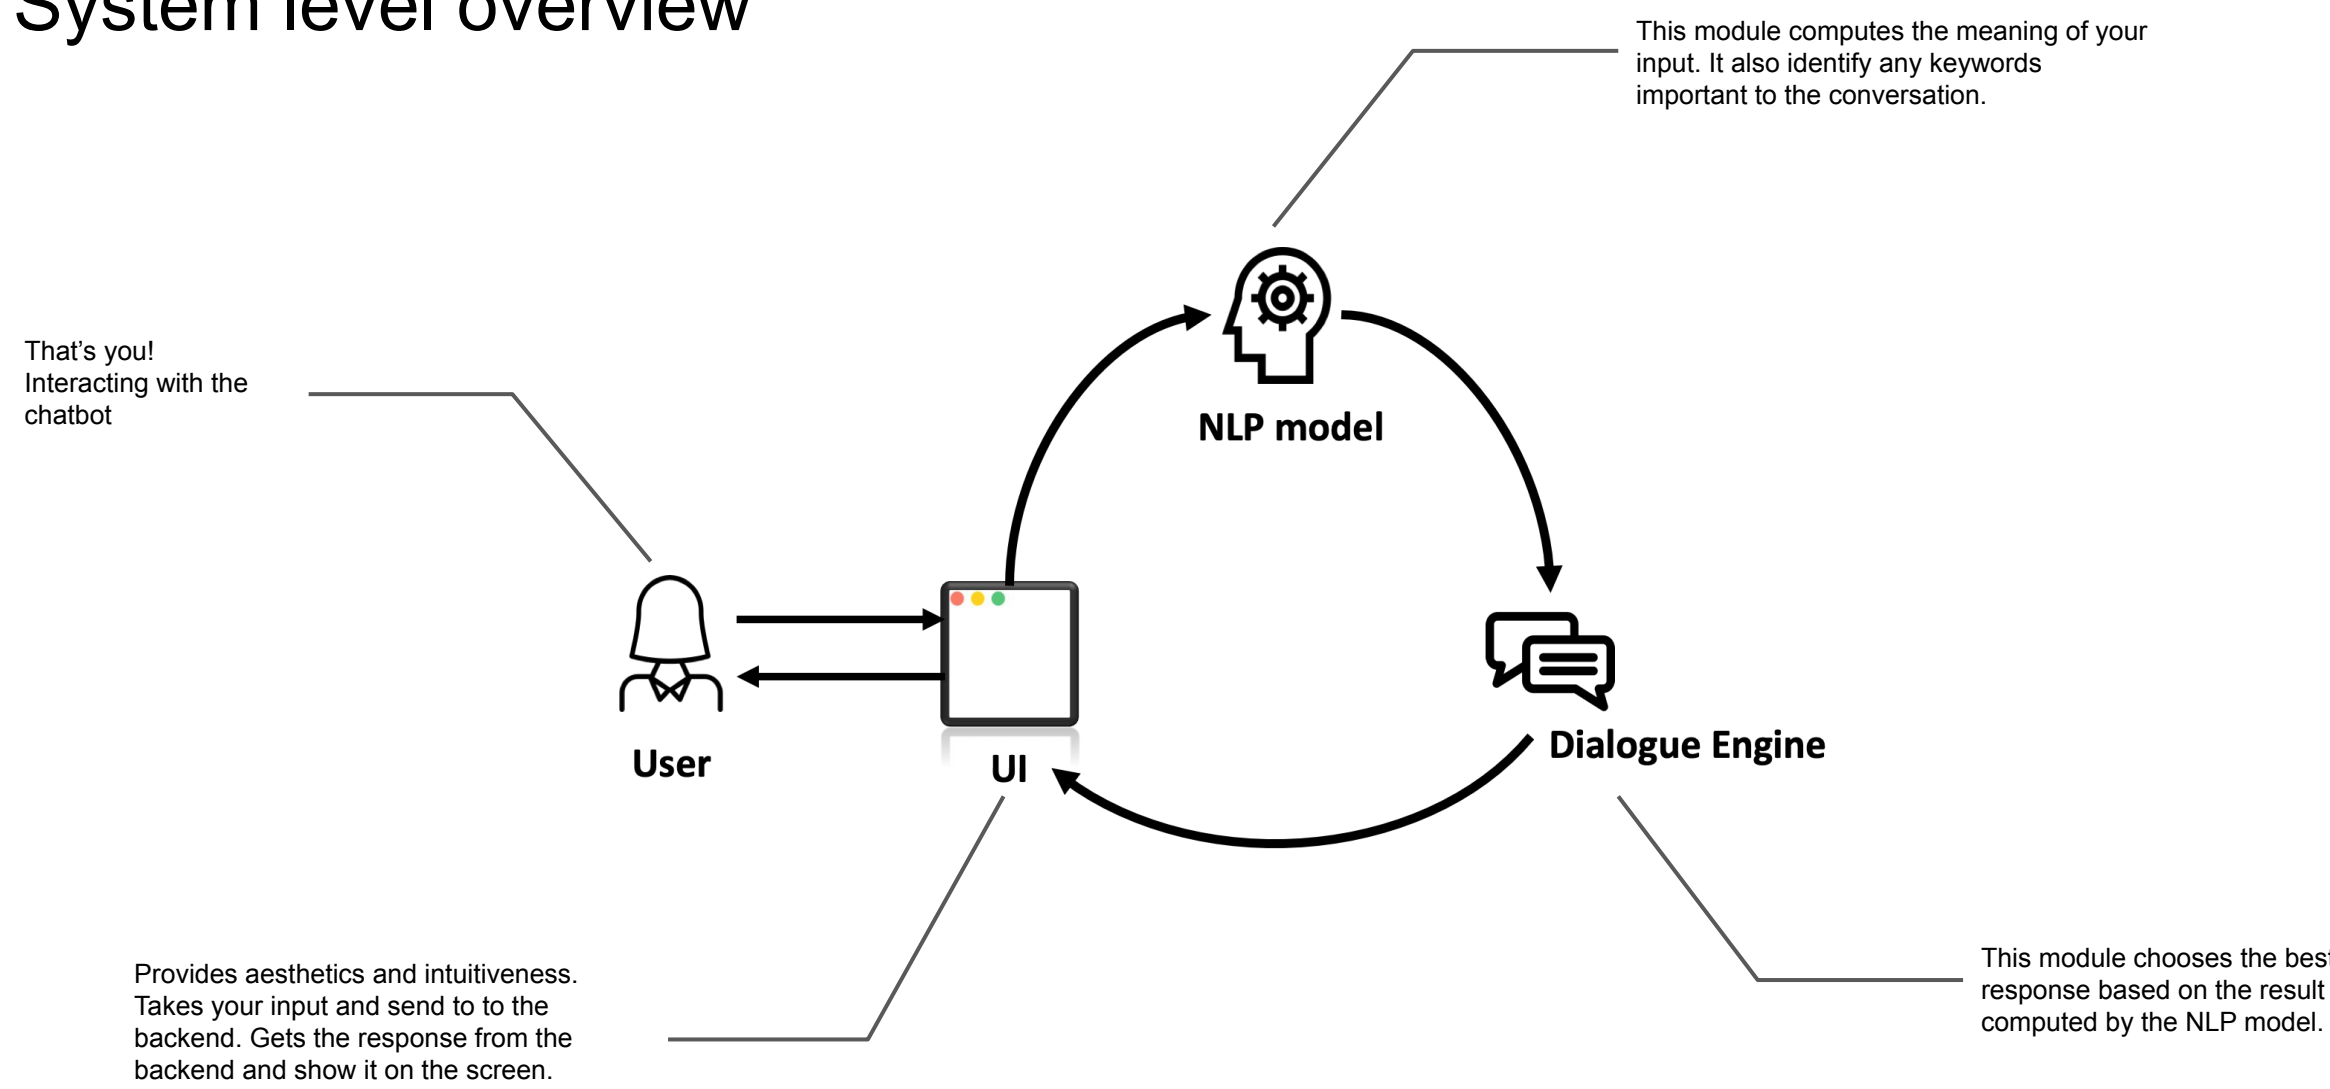 System level overview
This module computes the meaning of your
input. It also identify any keywords
important to the conversation.
That's you!
Interacting with the
chatbot
NLP model
User
UI
Dialogue Engine
Provides aesthetics and intuitiveness.
Takes your input and send to to the
backend. Gets the response from the
backend and show it on the screen.
This module chooses the best
response based on the result
computed by the NLP model.